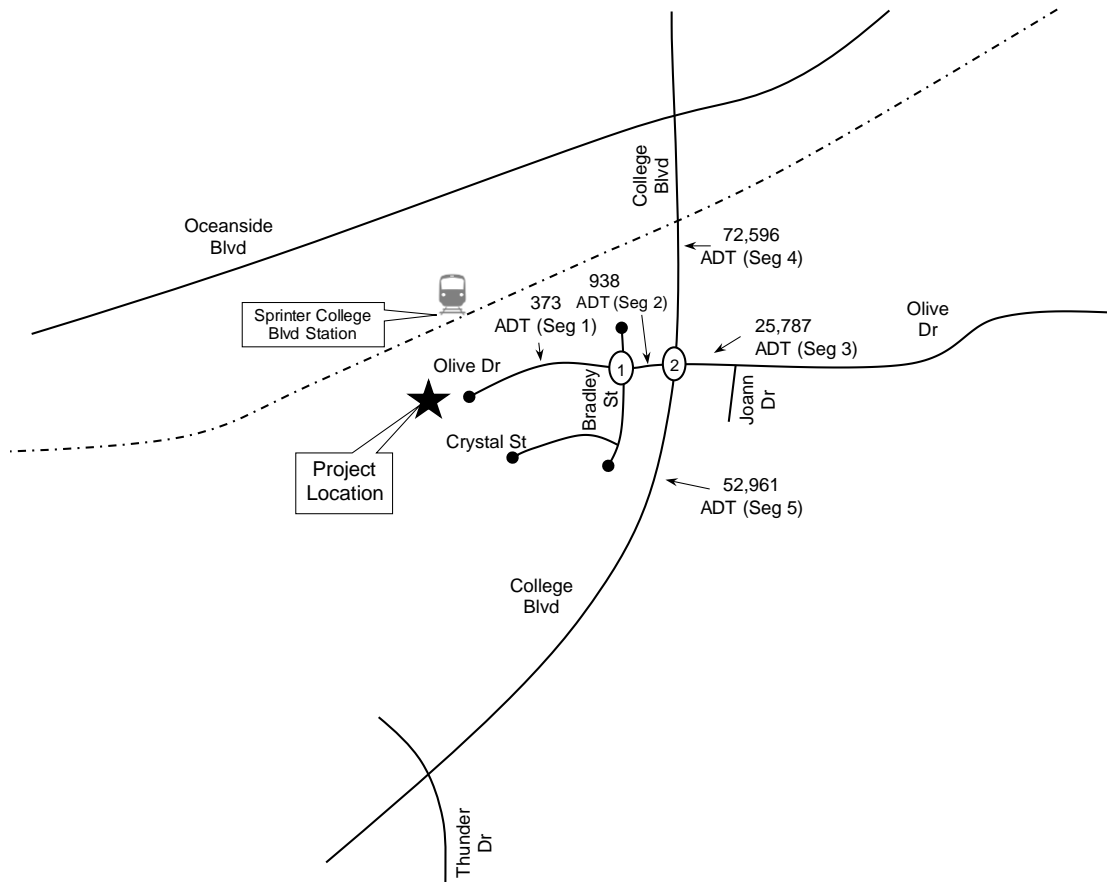 College
Blvd
Oceanside
Blvd
72,596
ADT (Seg 4)
938
ADT (Seg 2)
373
ADT (Seg 1)
Sprinter College
Blvd Station
25,787
ADT (Seg 3)
Olive
Dr
Olive Dr
1
2
Bradley
St
Joann
Dr
Crystal St
Project
Location
52,961
ADT (Seg 5)
College
Blvd
Thunder
Dr